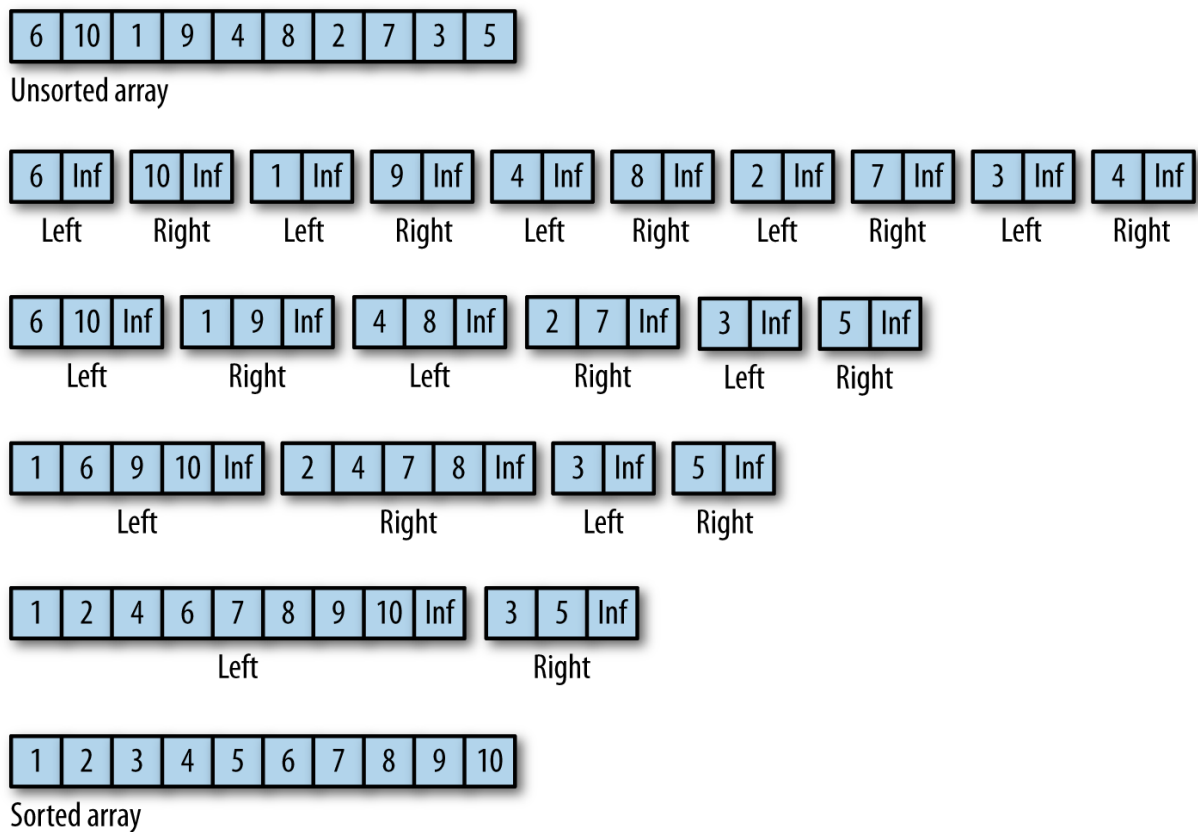 6 10 1 9 4 8 2 7 3 5
Unsorted array
6 Inf 10 Inf 1 Inf 9 Inf 4 Inf 8 Inf 2 Inf 7 Inf 3 Inf 4 Inf
Left Right Left Right Left Right Left Right Left Right
6 10 Inf 1 9 Inf 4 8 Inf 2 7 Inf 3 Inf 5 Inf
Left Right Left Right Left Right
1 6 9 10 Inf 2 4 7 8 Inf 3 Inf 5 Inf
Left Right Left Right
1 2 4 6 7 8 9 10 Inf 3 5 Inf
Left Right
1 2 3 4 5 6 7 8 9 10
Sorted array